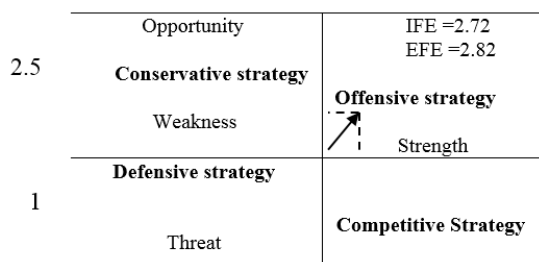 Opportunity
IFE =2.72
EFE =2.82
2.5
Conservative strategy
Offensive strategy
Weakness
Strength
Defensive strategy
1
Competitive Strategy
Threat